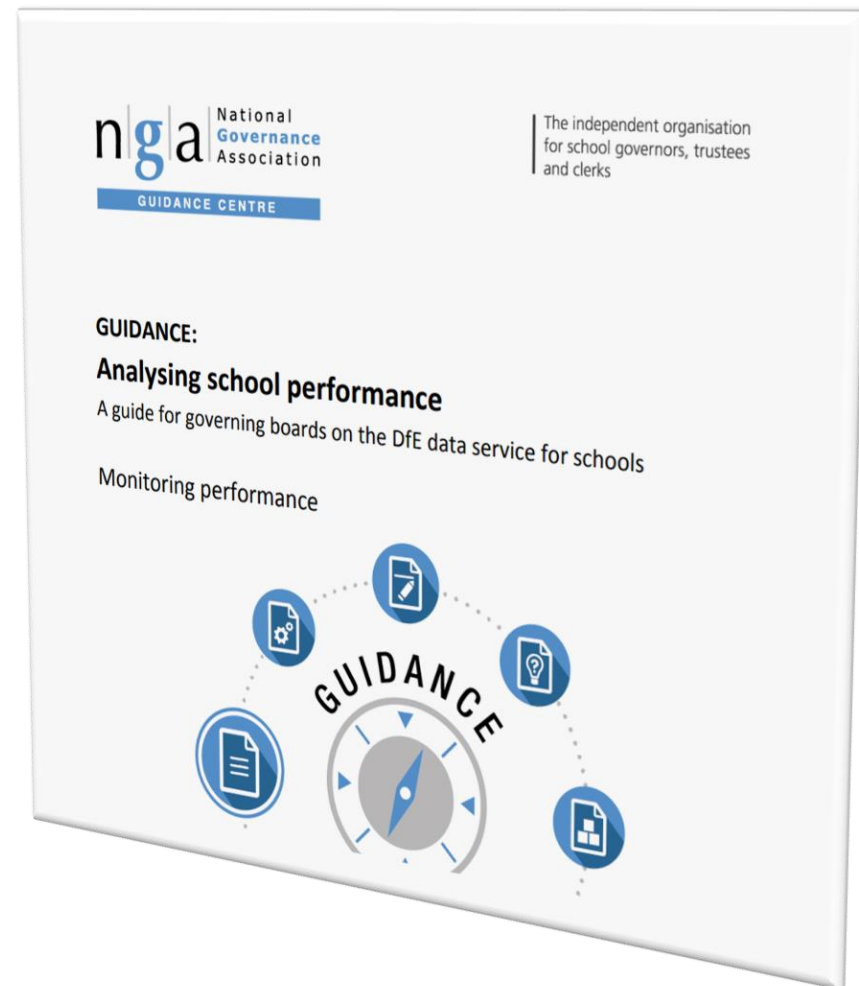 nga
National
Governance
Association
GUIDANCE CENTRE
The independent organisation
for school governors, trustees
and clerks
GUIDANCE:
Analysing school performance
A guide for governing boards on the DfE data service for schools
Monitoring performance
GUIDANCE
?